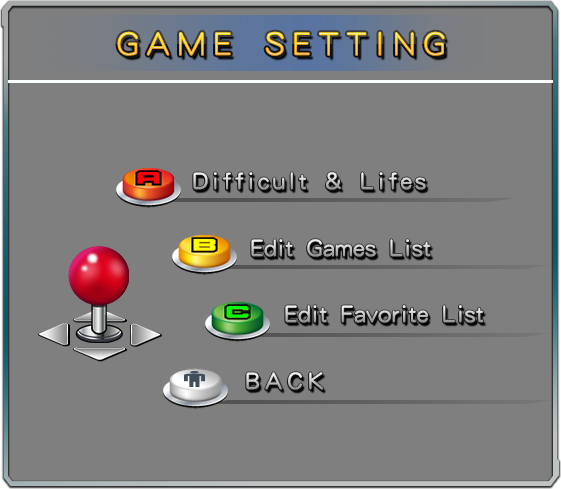 GAME SETTING
A Difficult & Lifes
B Edit Games List
C Edit Favorite List
BACK